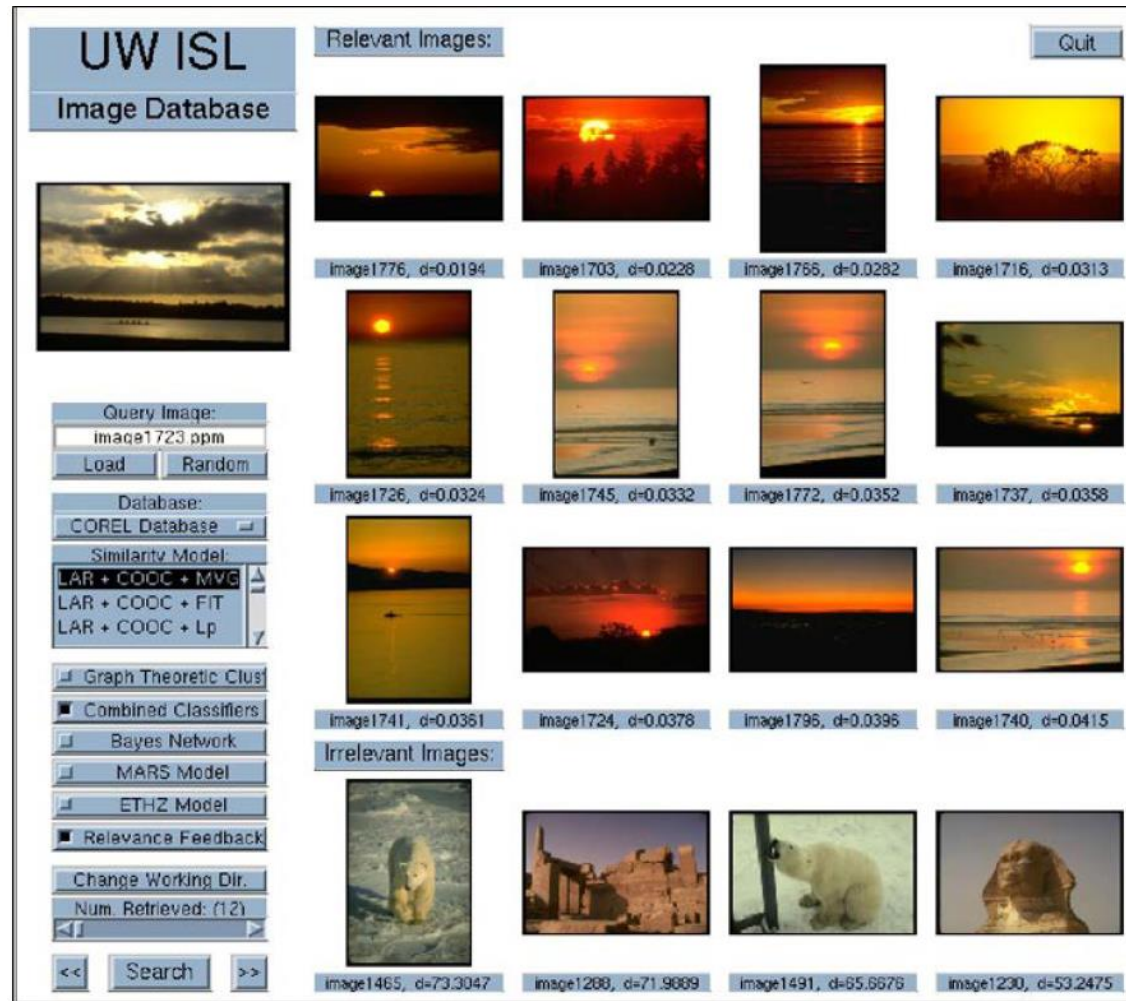 UW ISL
Image Database
Query Image:
image1723.ppm
Load
Random
Database:
COREL Database
Similarity Model:
LAR + COOC + MVG
LAR + COOC + FIT
LAR + COOC + Lp
Graph Theoretic Clust
Combined Classifiers
Bayes Network
MARS Model
ETHZ Model
Relevance Feedback
Change Working Dir.
Num. Retrieved: (12)
<< Search >>
Relevant Images:
Quit
image1776, d=0.0194
image1703, d=0.0228
image1766, d=0.0282
image1716, d=0.0313
image1726, d=0.0324
image1745, d=0.0332
image1772, d=0.0352
image1737, d=0.0358
image1741, d=0.0361
image1724, d=0.0378
image1796, d=0.0396
image1740, d=0.0415
Irrelevant Images:
image1465, d=73.3047
image1288, d=71.9889
image1491, d=65.6676
image1230, d=53.2475